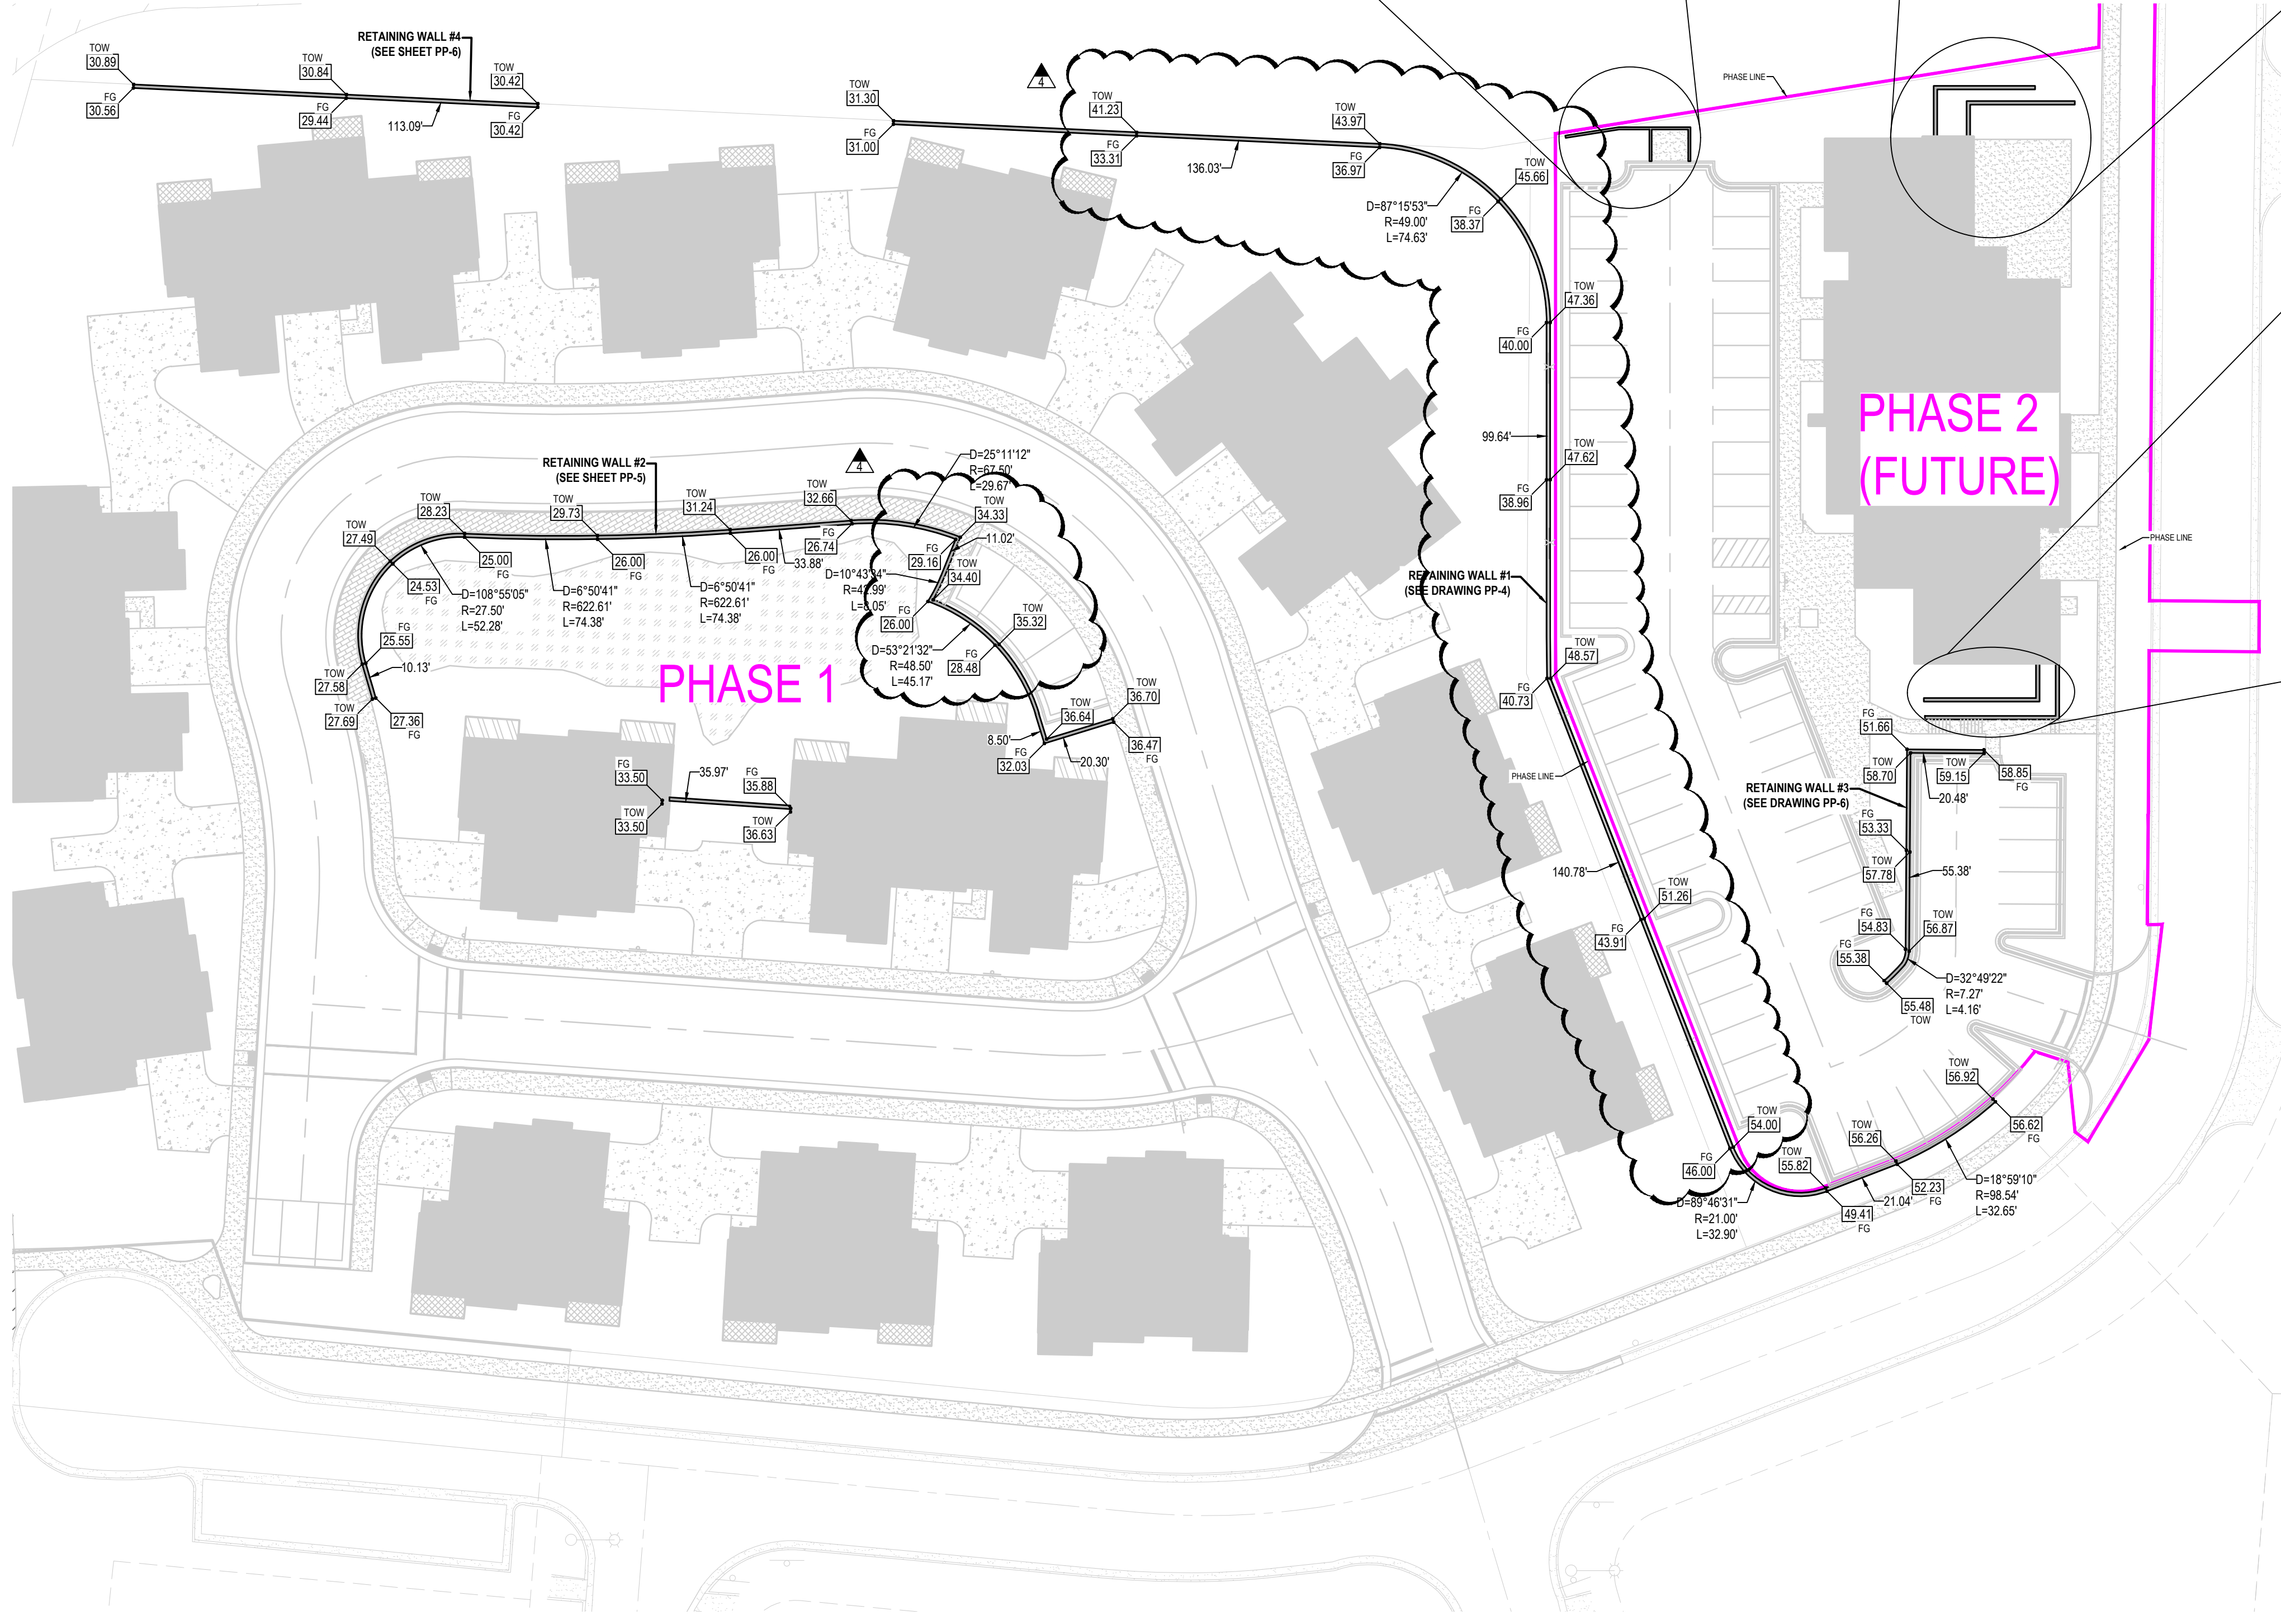 RETAINING WALL #4
(SEE SHEET PP-6)
TOW
30.89
FG
30.56
TOW
30.84
FG
29.44
TOW
30.42
FG
30.42
113.09'
TOW
31.30
FG
31.00
4
TOW
41.23
FG
33.31
136.03'
TOW
43.97
FG
36.97
D=87°15'53"
R=49.00'
L=74.63'
TOW
45.66
FG
38.37
PHASE LINE
TOW
47.36
FG
40.00
99.64'
TOW
47.62
FG
38.96
PHASE 2
(FUTURE)
PHASE LINE
RETAINING WALL #1
(SEE DRAWING PP-4)
TOW
48.57
FG
40.73
PHASE LINE
140.78'
TOW
51.26
FG
43.91
TOW
54.00
FG
46.00
D=89°46'31"
R=21.00'
L=32.90'
TOW
55.82
49.41
FG
21.04'
TOW
56.26
52.23
FG
TOW
56.92
56.62
FG
D=18°59'10"
R=98.54'
L=32.65'
RETAINING WALL #3
(SEE DRAWING PP-6)
FG
51.66
TOW
58.70
TOW
59.15
58.85
FG
20.48'
FG
53.33
TOW
57.78
55.38'
FG
54.83
TOW
56.87
FG
55.38
55.48
TOW
D=32°49'22"
R=7.27'
L=4.16'
RETAINING WALL #2
(SEE SHEET PP-5)
4
TOW
27.49
24.53
FG
TOW
28.23
25.00
FG
TOW
29.73
26.00
FG
TOW
31.24
26.00
FG
TOW
32.66
FG
26.74
33.88'
D=25°11'12"
R=67.50'
L=29.67'
TOW
34.33
FG
29.16
11.02'
D=10°43'34"
R=42.99'
L=8.05'
TOW
34.40
FG
26.00
TOW
35.32
FG
28.48
D=53°21'32"
R=48.50'
L=45.17'
D=108°55'05"
R=27.50'
L=52.28'
D=6°50'41"
R=622.61'
L=74.38'
D=6°50'41"
R=622.61'
L=74.38'
FG
25.55
TOW
27.58
10.13'
TOW
27.69
27.36
FG
PHASE 1
TOW
36.64
FG
32.03
8.50'
20.30'
TOW
36.70
36.47
FG
FG
33.50
TOW
33.50
35.97'
FG
35.88
TOW
36.63